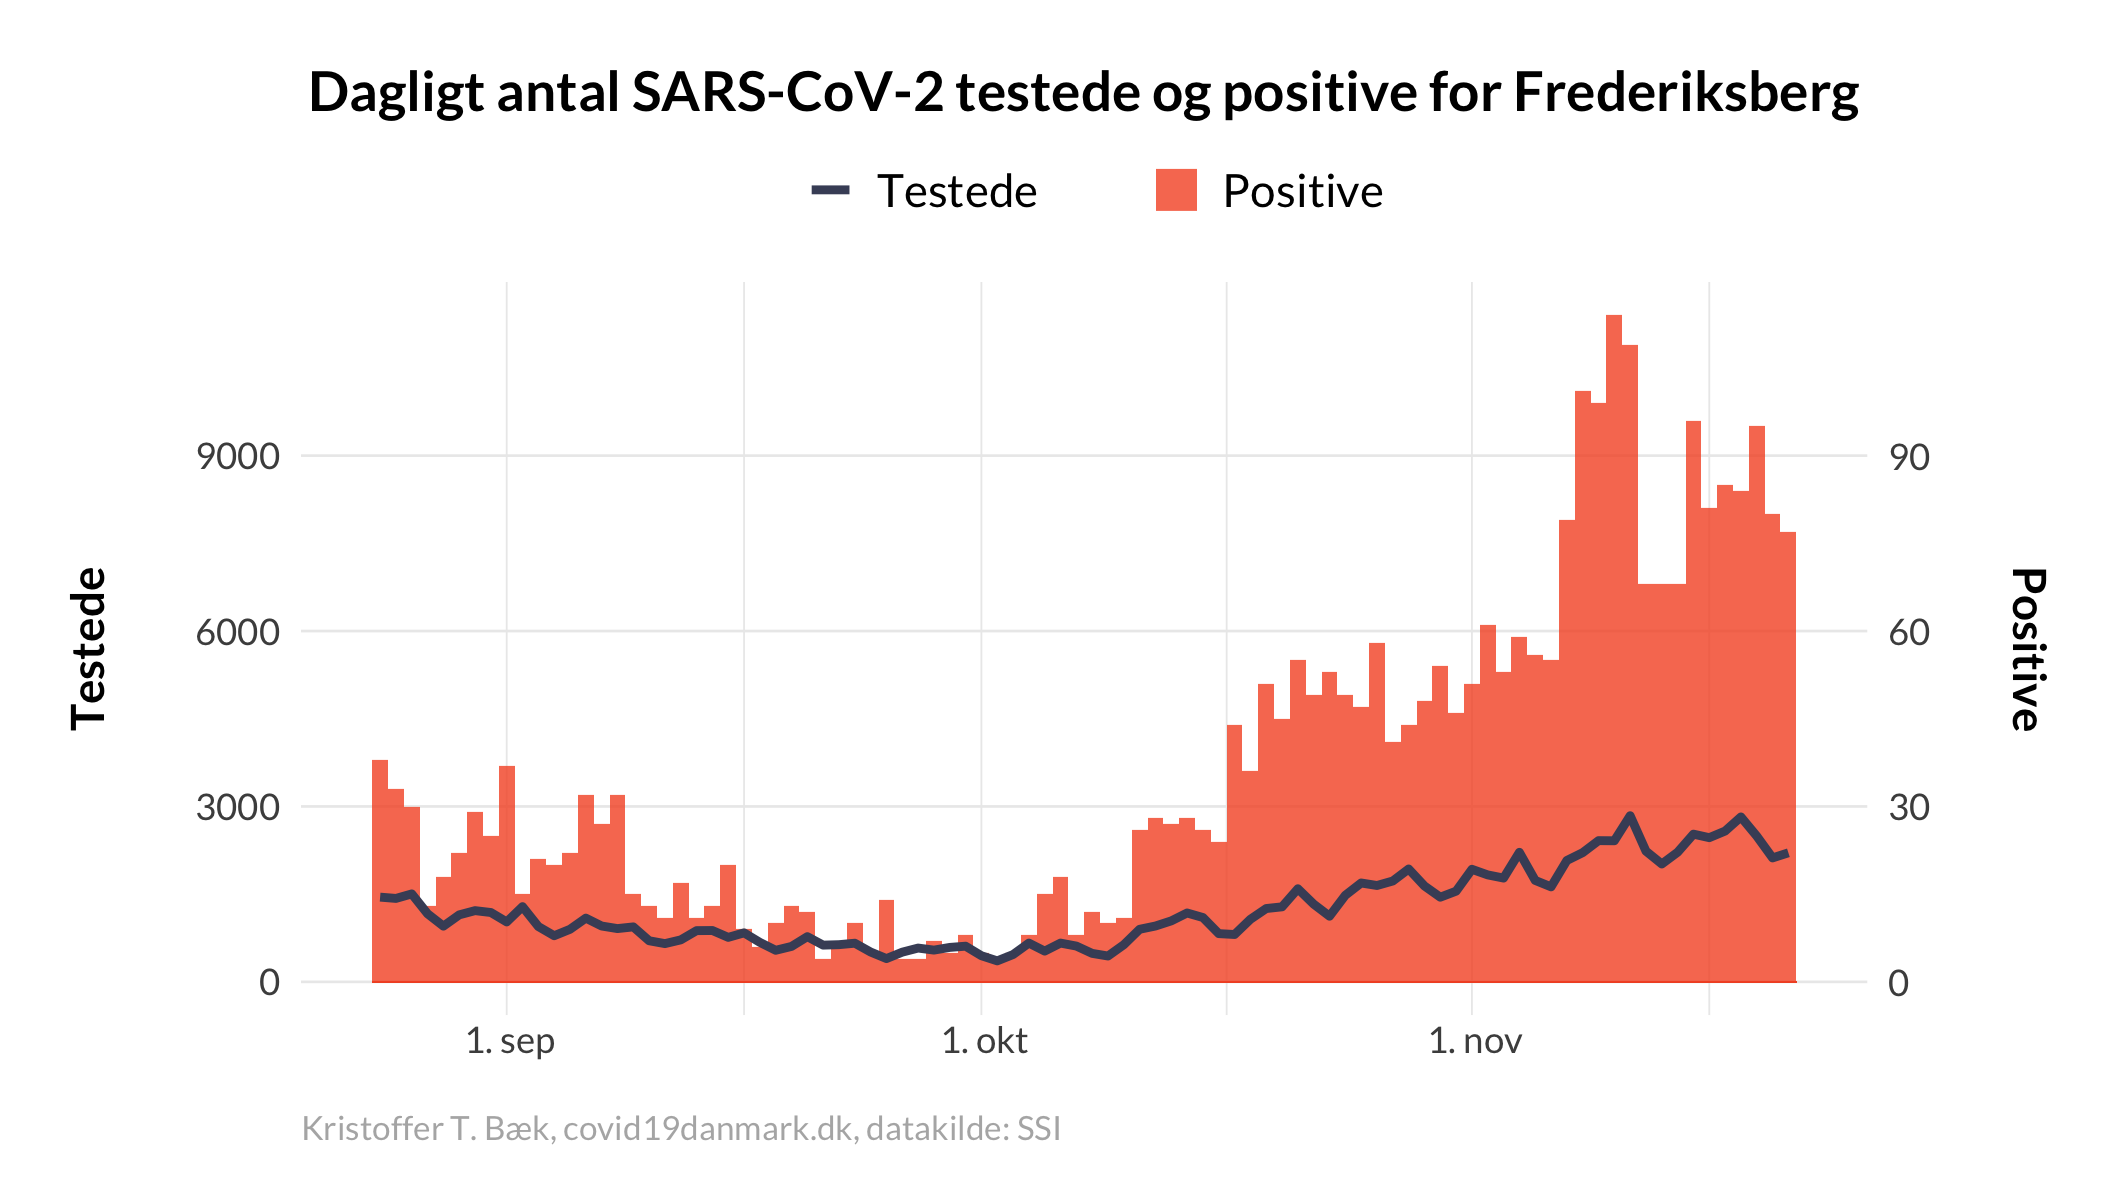 Dagligt antal SARS-CoV-2 testede og positive for Frederiksberg
Testede
Positive
9000
6000
3000
0
Testede
90
60
30
0
Positive
1. sep
1. okt
1. nov
Kristoffer T. Bæk, covid19danmark.dk, datakilde: SSI